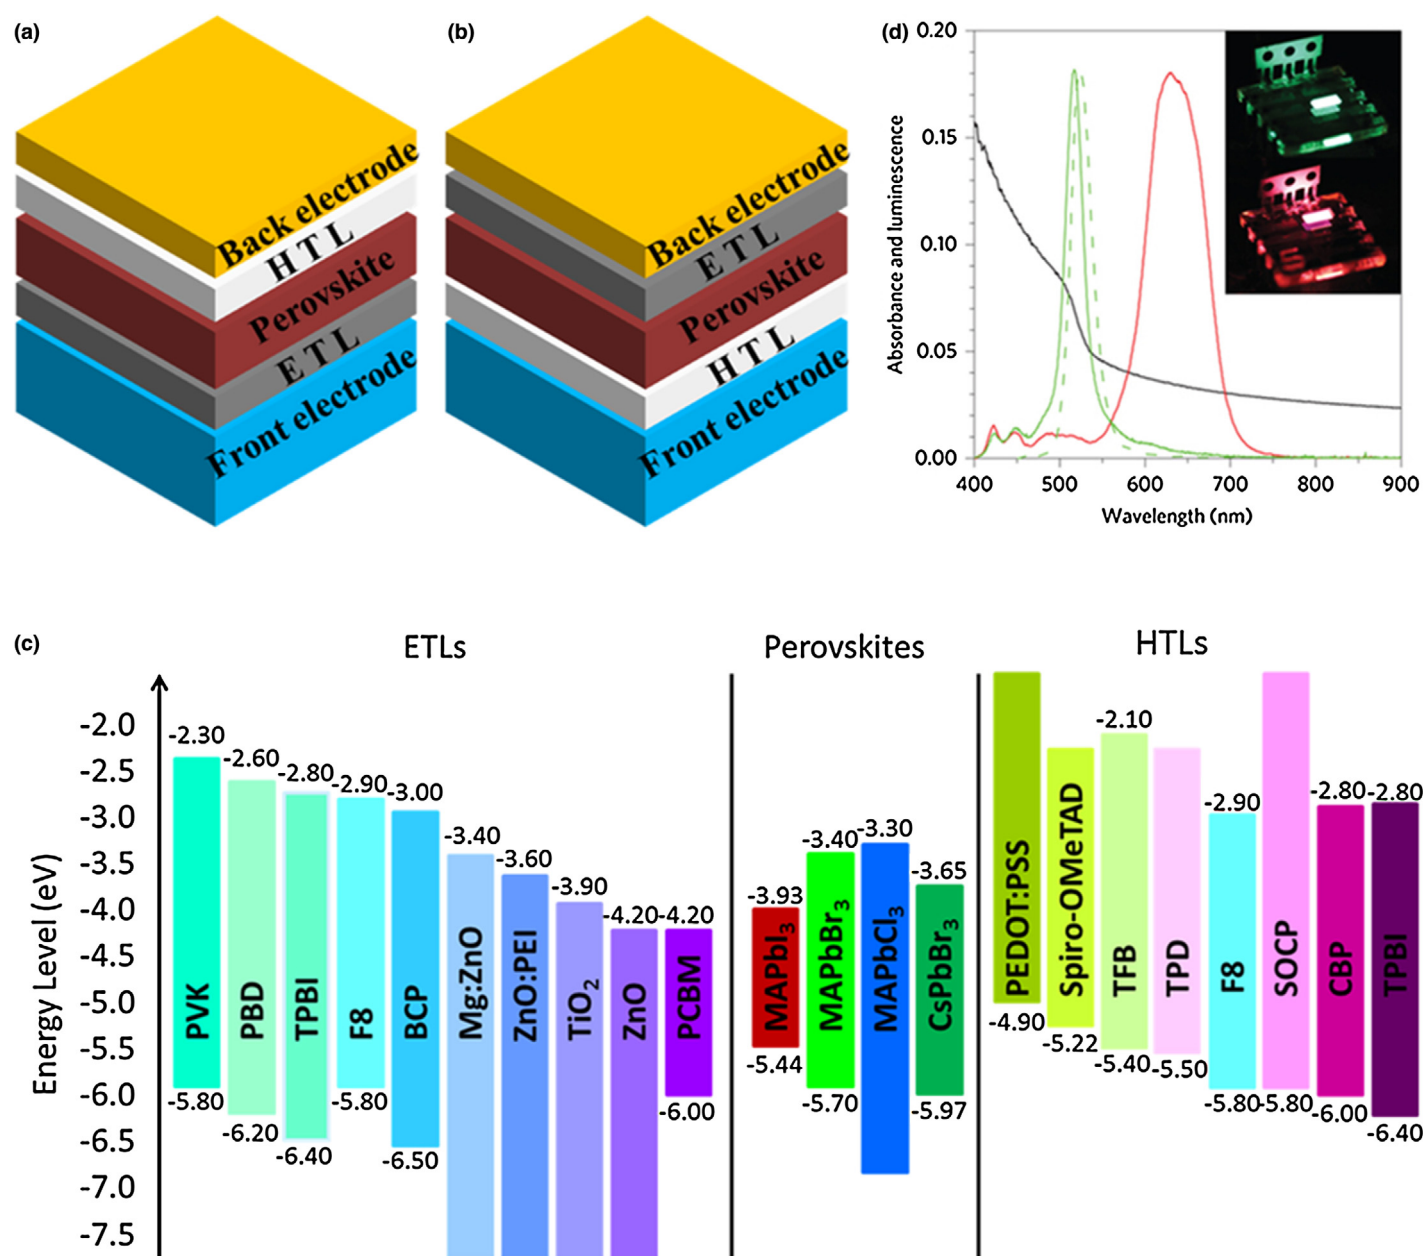 (a)
Back electrode
H T L
Perovskite
E T L
Front electrode
(b)
Back electrode
E T L
Perovskite
H T L
Front electrode
(d)
Absorbance and luminescence
0.20
0.15
0.10
0.05
0.00
400 500 600 700 800 900
Wavelength (nm)
(c)
ETLs
Perovskites
HTLs
Energy Level (eV)
-2.0
-2.5
-3.0
-3.5
-4.0
-4.5
-5.0
-5.5
-6.0
-6.5
-7.0
-7.5
-2.30
PVK
-5.80
-2.60
PBD
-6.20
-2.80
TPBI
-6.40
-2.90
F8
-5.80
-3.00
BCP
-6.50
-3.40
Mg:ZnO
-3.60
ZnO:PEI
-3.90
TiO2
-4.20
ZnO
-4.20
PCBM
-6.00
-3.93
MAPbI3
-5.44
-3.40
MAPbBr3
-5.70
-3.30
MAPbCl3
-3.65
CsPbBr3
-5.97
PEDOT:PSS
-4.90
Spiro-OMeTAD
-5.22
-2.10
TFB
-5.40
TPD
-5.50
-2.90
F8
-5.80
SOCP
-5.80
-2.80
CBP
-6.00
-2.80
TPBI
-6.40